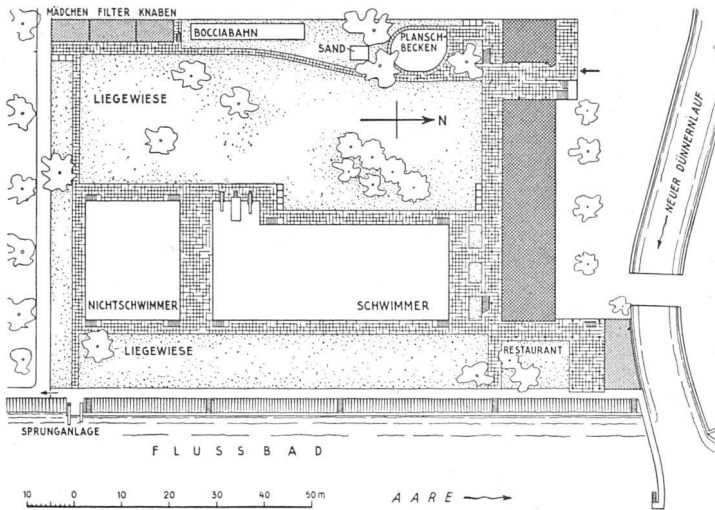 MÄDCHEN FILTER KNABEN
BOCCIABAHN
SAND
PLANSCH-
BECKEN
LIEGEWIESE
N
NEUER DÜNNERNLAUF
NICHTSCHWIMMER
SCHWIMMER
LIEGEWIESE
RESTAURANT
SPRUNGANLAGE
FLUSSBAD
10 0 10 20 30 40 50 m
AARE